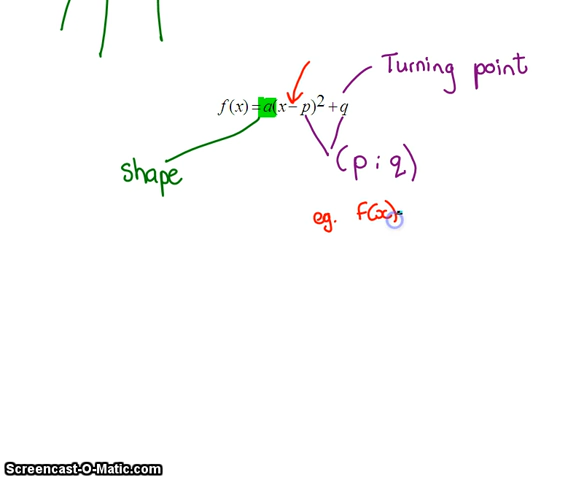 Turning point
f(x) = a(x − p)² + q
(p ; q)
shape
eg. f(x)=
Screencast-O-Matic.com